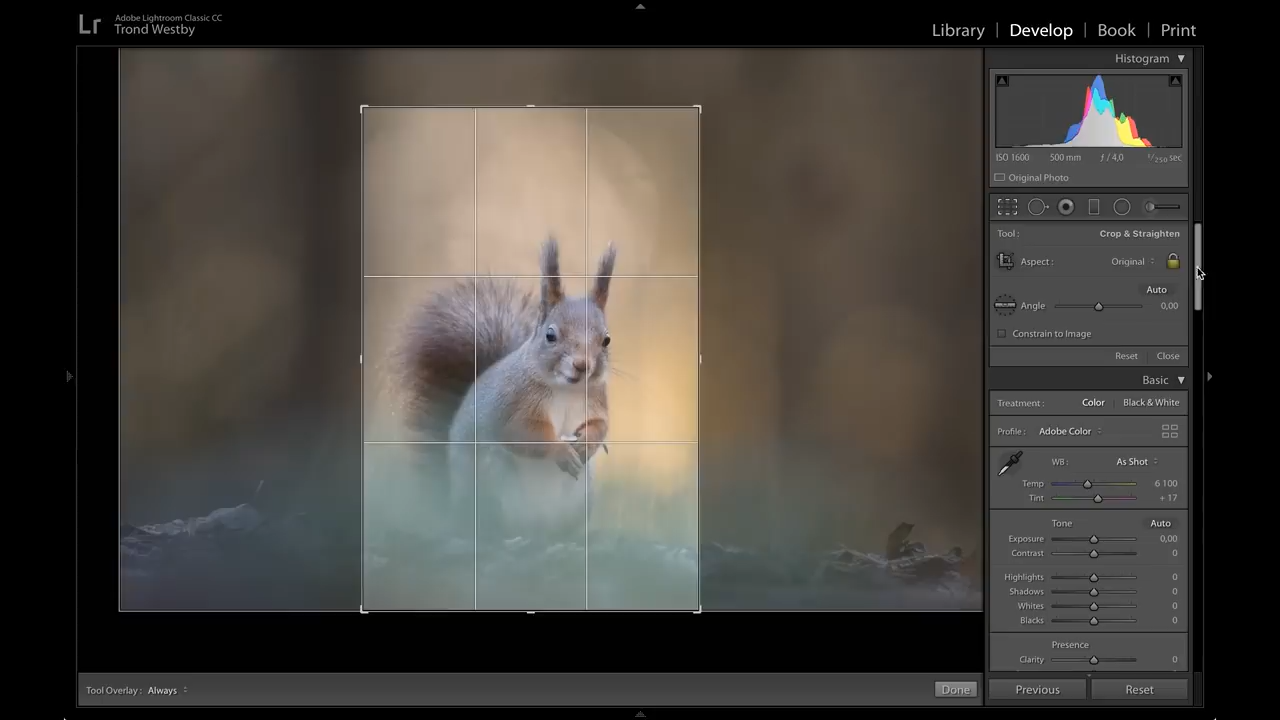 Lr
Adobe Lightroom Classic CC
Trond Westby
Library | Develop | Book | Print
Histogram
ISO 1600 500 mm ƒ / 4,0 1/250 sec
Original Photo
Tool : Crop & Straighten
Aspect : Original
Auto
Angle 0,00
Constrain to Image
Reset Close
Basic
Treatment : Color Black & White
Profile : Adobe Color
WB : As Shot
Temp 6 100
Tint + 17
Tone Auto
Exposure 0,00
Contrast 0
Highlights 0
Shadows 0
Whites 0
Blacks 0
Presence
Clarity 0
Tool Overlay : Always Done Previous Reset